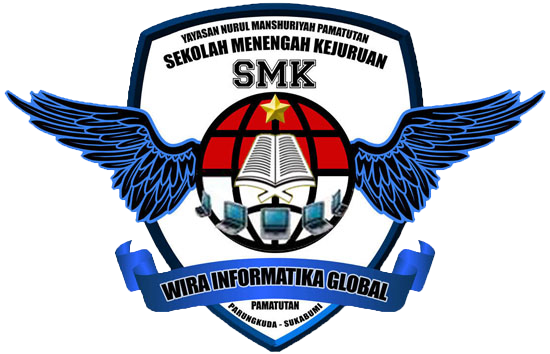 YAYASAN NURUL MANSHURIYAH PAMATUTAN
SEKOLAH MENENGAH KEJURUAN
SMK
WIRA INFORMATIKA GLOBAL
PAMATUTAN
PARUNGKUDA - SUKABUMI